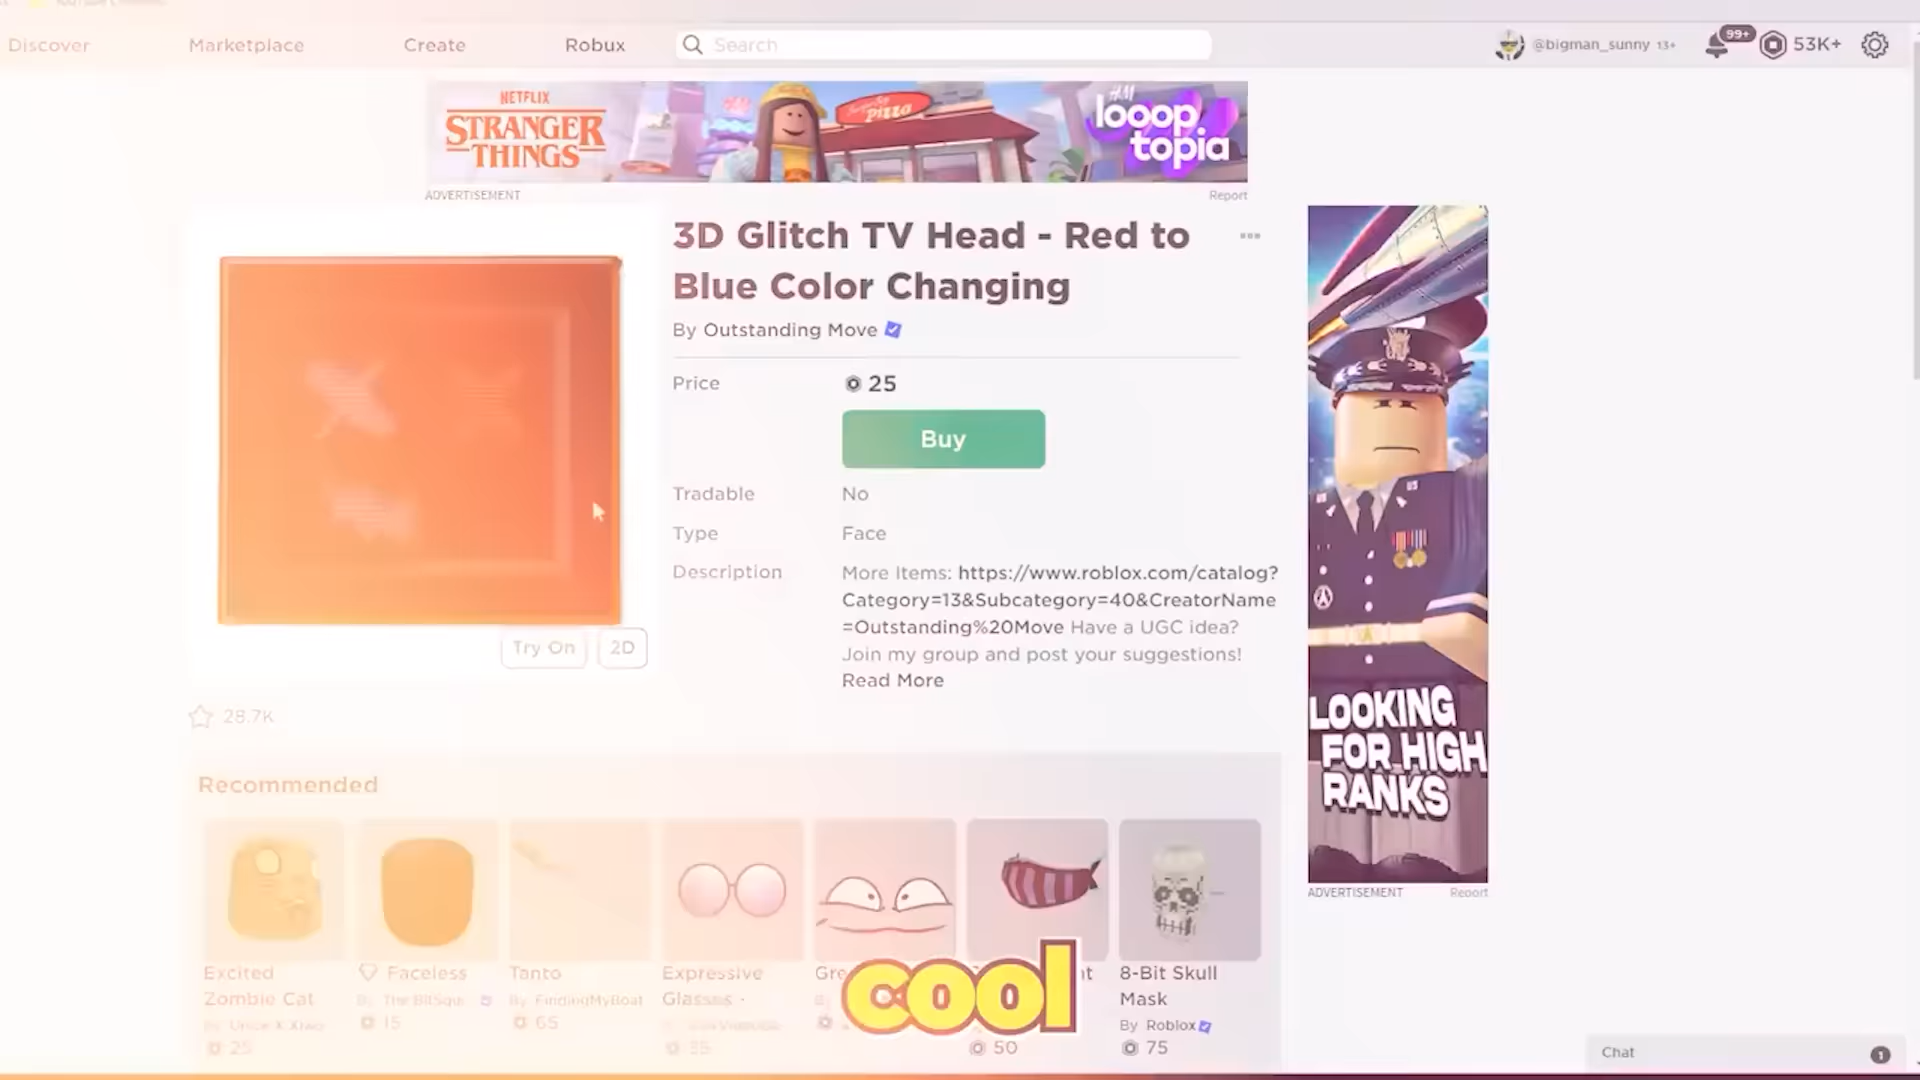 Discover Marketplace Create Robux Search @bigman_sunny 13+ 99+ 53K+
NETFLIX
STRANGER
THINGS
pizza
H&M
looop
topia
ADVERTISEMENT Report
3D Glitch TV Head - Red to
Blue Color Changing
By Outstanding Move
Price 25
Buy
Tradable No
Type Face
Description More Items: https://www.roblox.com/catalog?
Category=13&Subcategory=40&CreatorName
=Outstanding%20Move Have a UGC idea?
Join my group and post your suggestions!
Read More
Try On 2D
28.7K
LOOKING
FOR HIGH
RANKS
ADVERTISEMENT Report
Recommended
Excited
Zombie Cat
25
Faceless
15
Tanto
By FindingMyBoat
65
Expressive
Glasses -
8-Bit Skull
Mask
By Roblox
75
50
cool
Chat 1